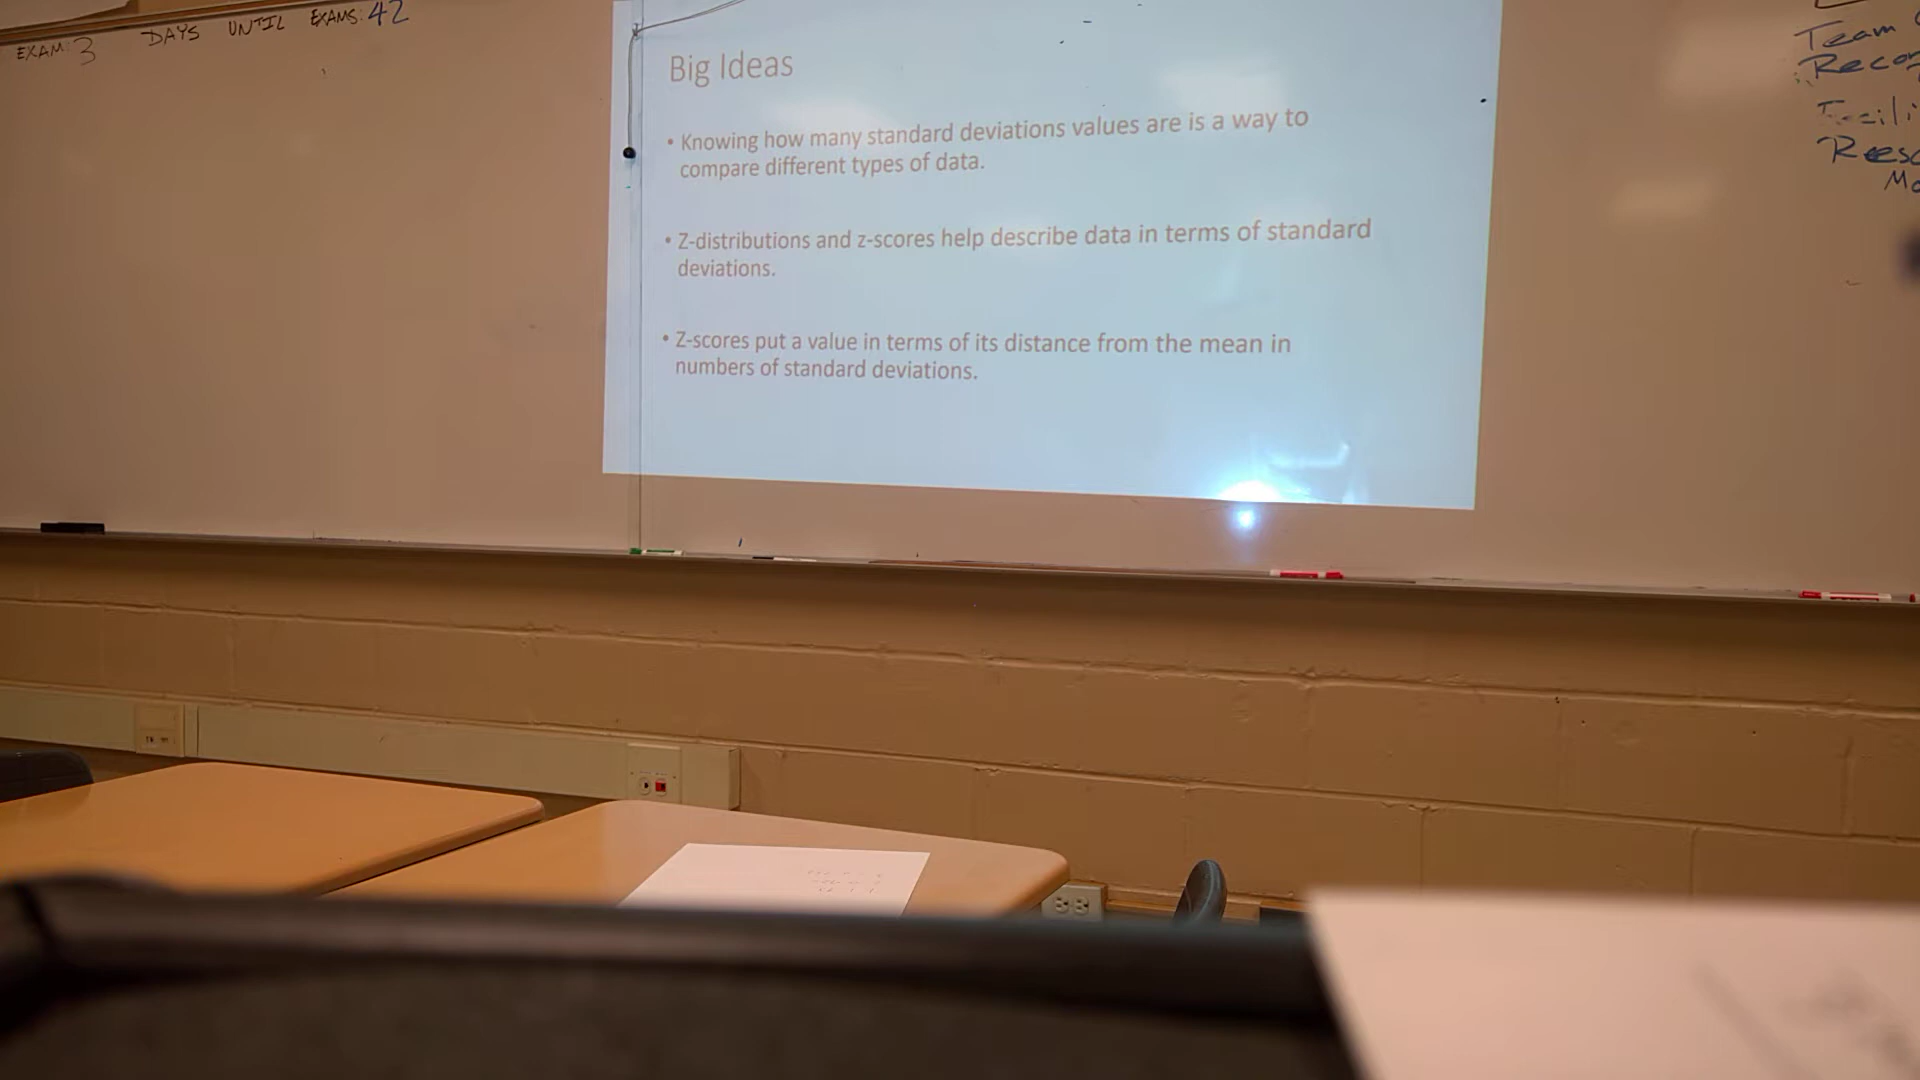 EXAM: 3 DAYS UNTIL EXAMS: 42
Big Ideas
• Knowing how many standard deviations values are is a way to
compare different types of data.
• Z-distributions and z-scores help describe data in terms of standard
deviations.
• Z-scores put a value in terms of its distance from the mean in
numbers of standard deviations.
Team